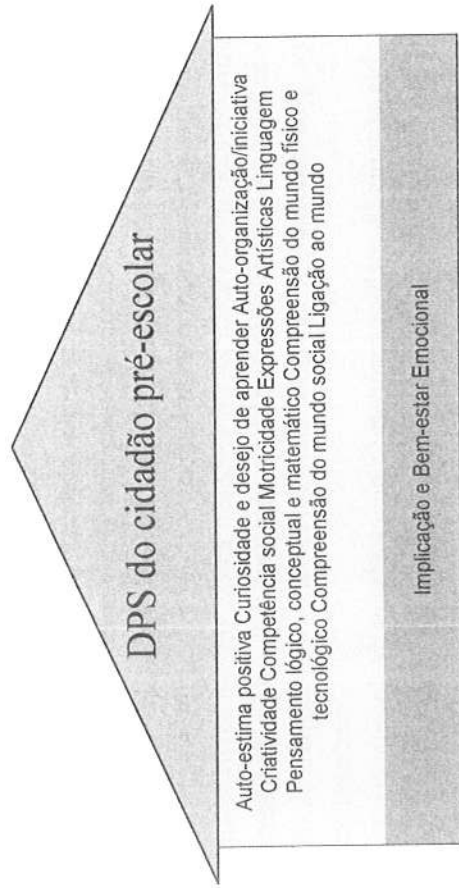 DPS do cidadão pré-escolar
Auto-estima positiva Curiosidade e desejo de aprender Auto-organização/iniciativa
Criatividade Competência social Motricidade Expressões Artísticas Linguagem
Pensamento lógico, conceptual e matemático Compreensão do mundo físico e
tecnológico Compreensão do mundo social Ligação ao mundo
Implicação e Bem-estar Emocional